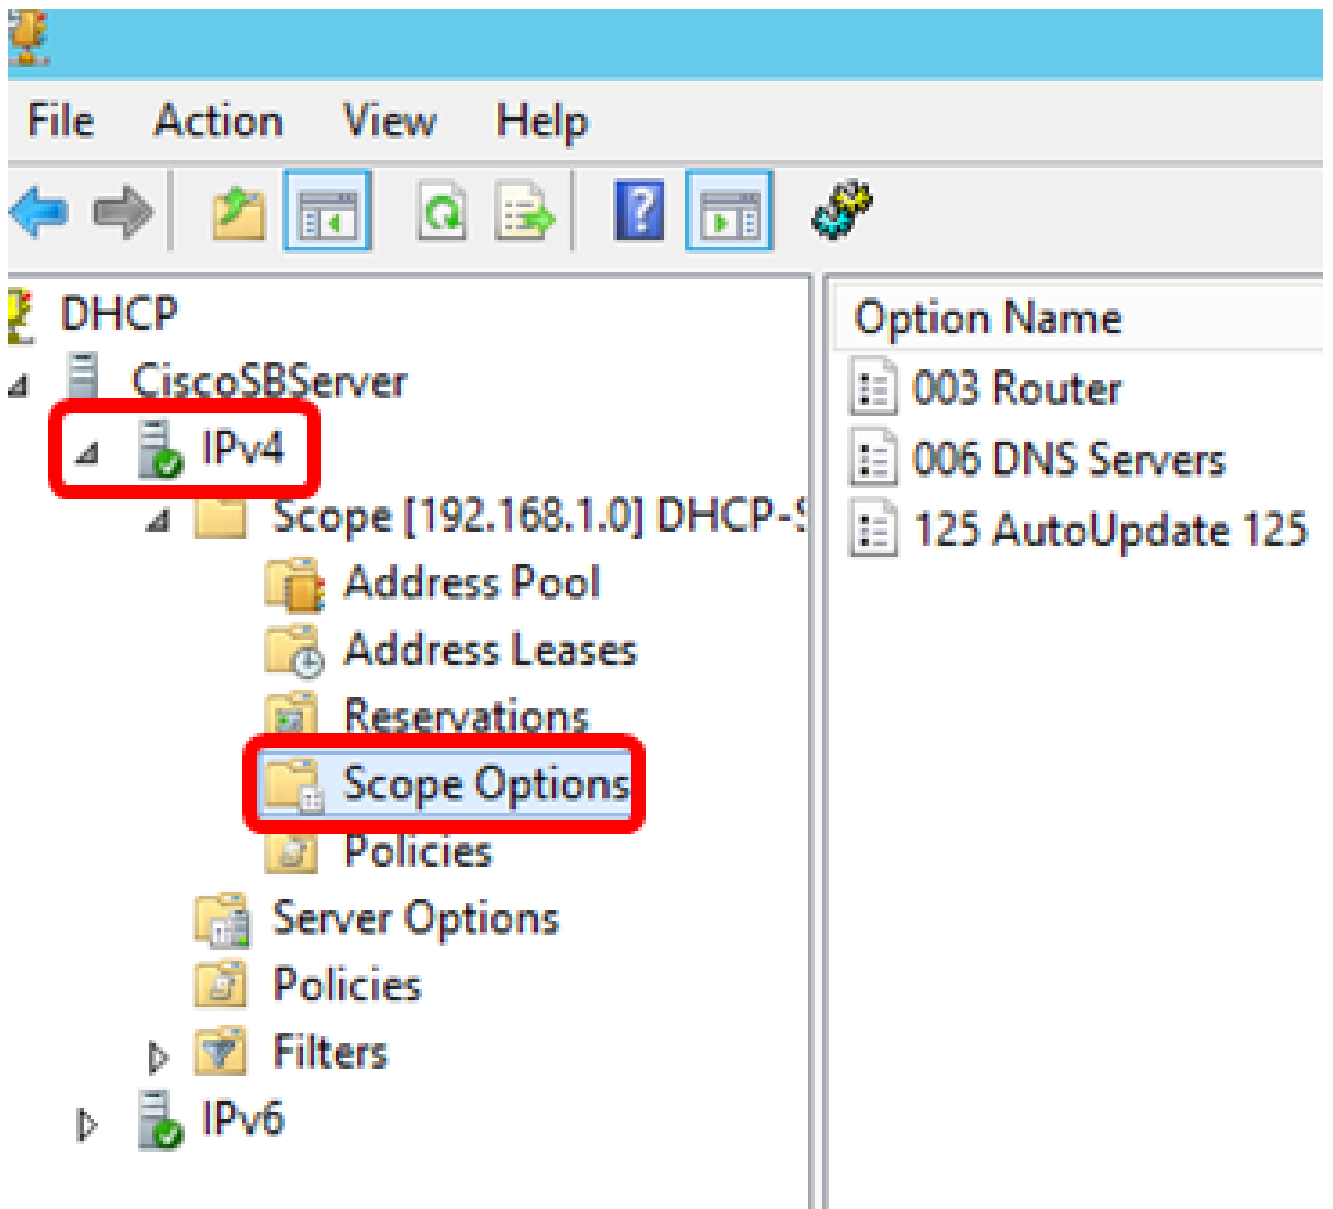 File Action View Help
DHCP
CiscoSBServer
IPv4
Scope [192.168.1.0] DHCP-S
Address Pool
Address Leases
Reservations
Scope Options
Policies
Server Options
Policies
Filters
IPv6
Option Name
003 Router
006 DNS Servers
125 AutoUpdate 125